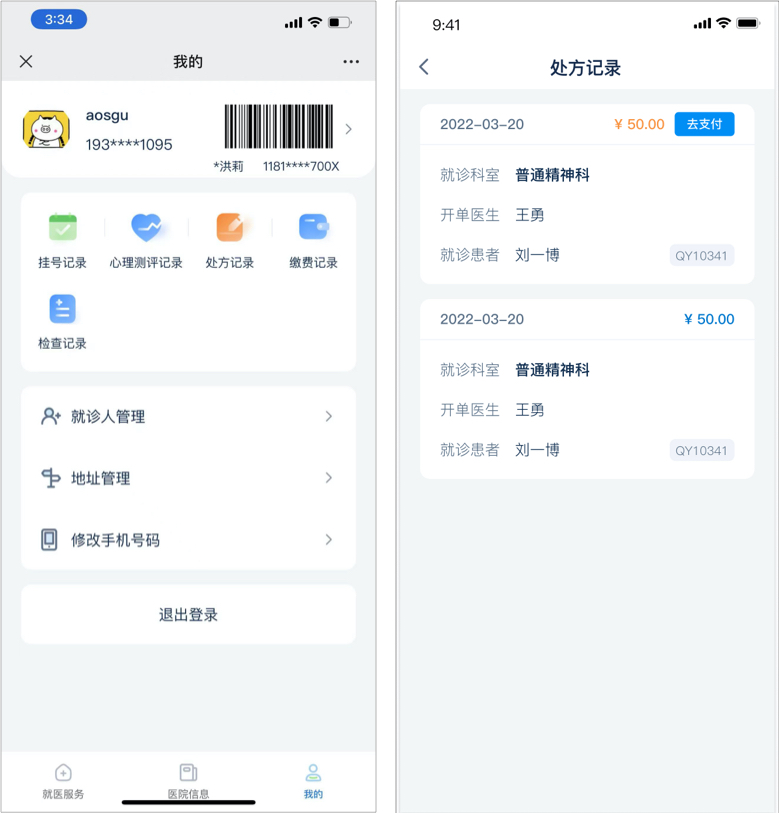 3:34
我的
aosgu
193****1095
*洪莉 1181****700X
挂号记录 心理测评记录 处方记录 缴费记录
检查记录
就诊人管理
地址管理
修改手机号码
退出登录
就医服务 医院信息 我的
9:41
处方记录
2022-03-20 ¥ 50.00 去支付
就诊科室 普通精神科
开单医生 王勇
就诊患者 刘一博 QY10341
2022-03-20 ¥ 50.00
就诊科室 普通精神科
开单医生 王勇
就诊患者 刘一博 QY10341